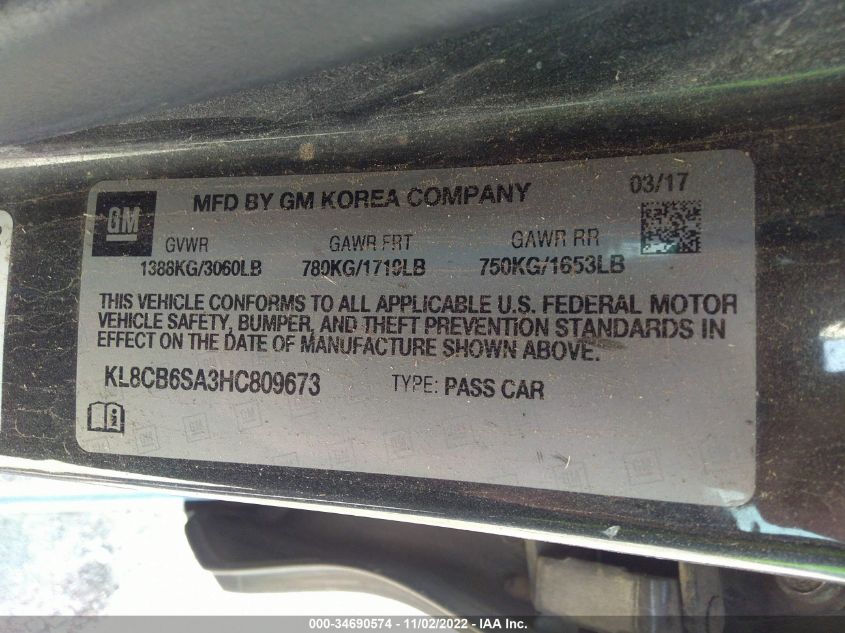 GM
MFD BY GM KOREA COMPANY
03/17
GVWR GAWR FRT GAWR RR
1388KG/3060LB 780KG/1719LB 750KG/1653LB
THIS VEHICLE CONFORMS TO ALL APPLICABLE U.S. FEDERAL MOTOR
VEHICLE SAFETY, BUMPER, AND THEFT PREVENTION STANDARDS IN
EFFECT ON THE DATE OF MANUFACTURE SHOWN ABOVE.
KL8CB6SA3HC809673 TYPE: PASS CAR
000-34690574 - 11/02/2022 - © IAA Inc.